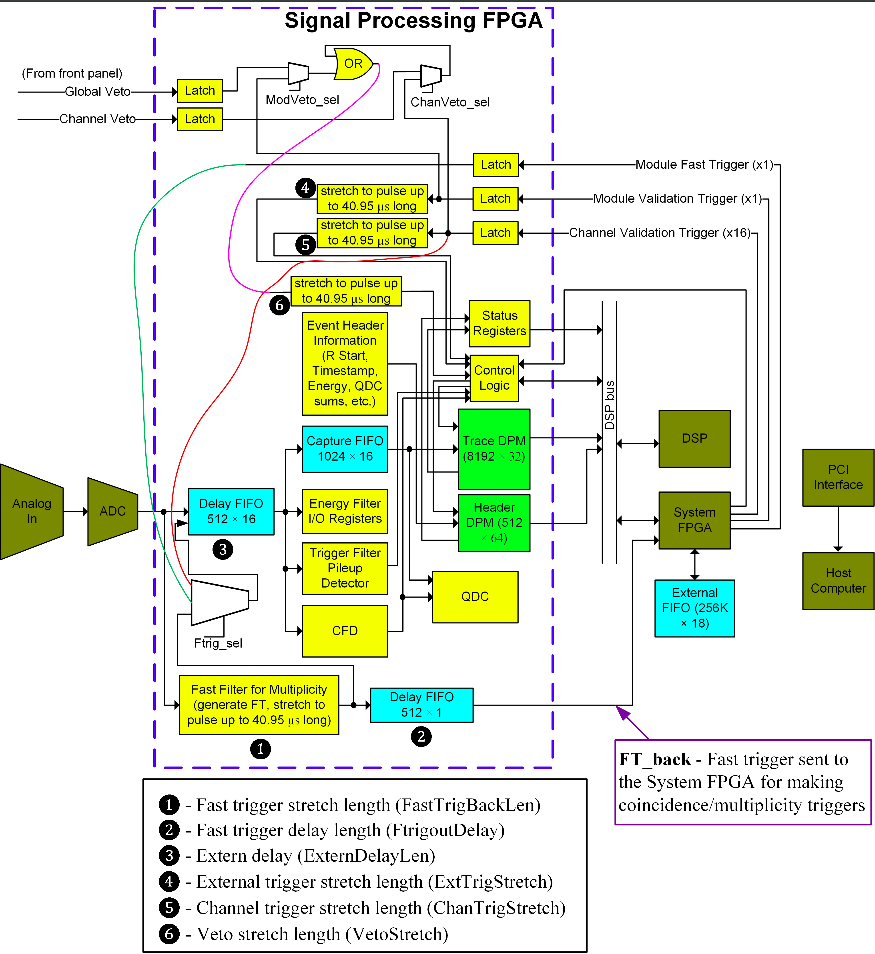 Signal Processing FPGA
OR
(From front panel)
Global Veto
Latch
ModVeto_sel
ChanVeto_sel
Channel Veto
Latch
Latch
Module Fast Trigger (x1)
4
stretch to pulse up
to 40.95 μs long
Latch
Module Validation Trigger (x1)
5
stretch to pulse up
to 40.95 μs long
Latch
Channel Validation Trigger (x16)
6
stretch to pulse up
to 40.95 μs long
Status
Registers
Event Header
Information
(R Start,
Timestamp,
Energy, QDC
sums, etc.)
Control
Logic
DSP bus
Capture FIFO
1024 × 16
Trace DPM
(8192 × 32)
DSP
PCI
Interface
Analog
In
ADC
Delay FIFO
512 × 16
3
Energy Filter
I/O Registers
Header
DPM (512
× 64)
System
FPGA
Trigger Filter
Pileup
Detector
QDC
External
FIFO (256K
× 18)
Host
Computer
CFD
Ftrig_sel
Fast Filter for Multiplicity
(generate FT, stretch to
pulse up to 40.95 μs long)
1
Delay FIFO
512 × 1
2
FT_back - Fast trigger sent to
the System FPGA for making
coincidence/multiplicity triggers
1 - Fast trigger stretch length (FastTrigBackLen)
2 - Fast trigger delay length (FtrigoutDelay)
3 - Extern delay (ExternDelayLen)
4 - External trigger stretch length (ExtTrigStretch)
5 - Channel trigger stretch length (ChanTrigStretch)
6 - Veto stretch length (VetoStretch)